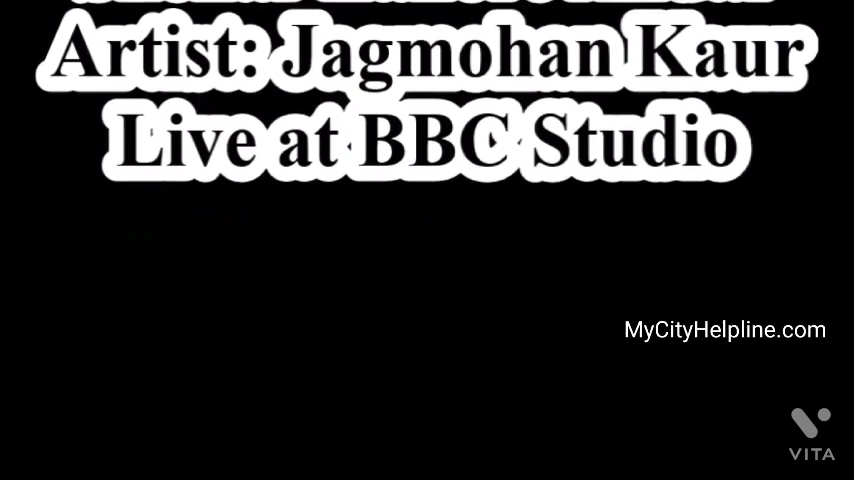 Artist: Jagmohan Kaur
Live at BBC Studio
MyCityHelpline.com
VITA